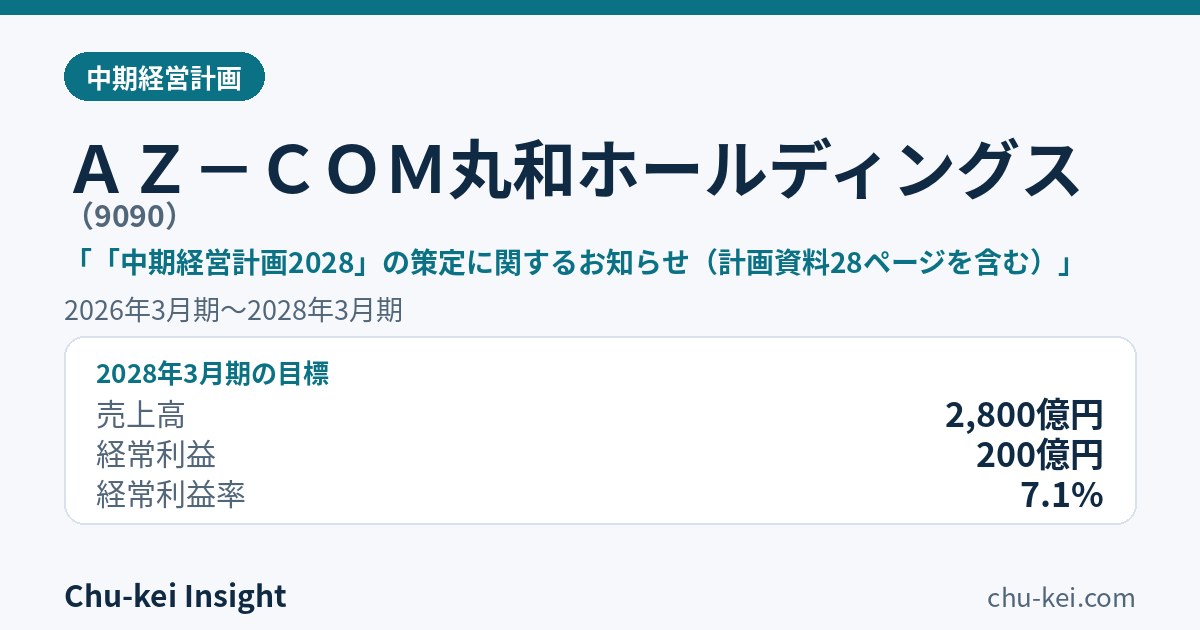 中期経営計画
ＡＺ－ＣＯＭ丸和ホールディングス
（9090）
「「中期経営計画2028」の策定に関するお知らせ（計画資料28ページを含む）」
2026年3月期～2028年3月期
2028年3月期の目標
売上高 2,800億円
経常利益 200億円
経常利益率 7.1%
Chu-kei Insight chu-kei.com